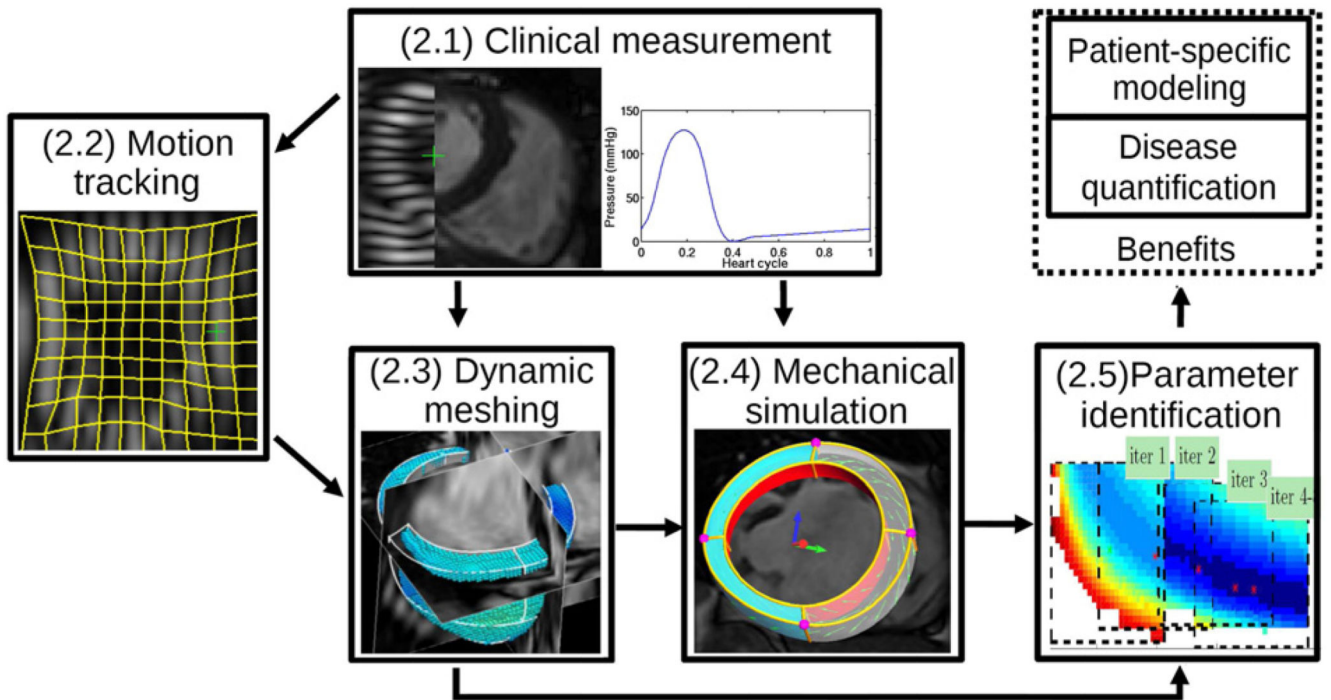 (2.1) Clinical measurement
150
100
50
0
Pressure (mmHg)
0
0.2
0.4
0.6
0.8
1
Heart cycle
(2.2) Motion
tracking
(2.3) Dynamic
meshing
(2.4) Mechanical
simulation
(2.5)Parameter
identification
iter 1
iter 2
iter 3
iter 4-
Patient-specific
modeling
Disease
quantification
Benefits